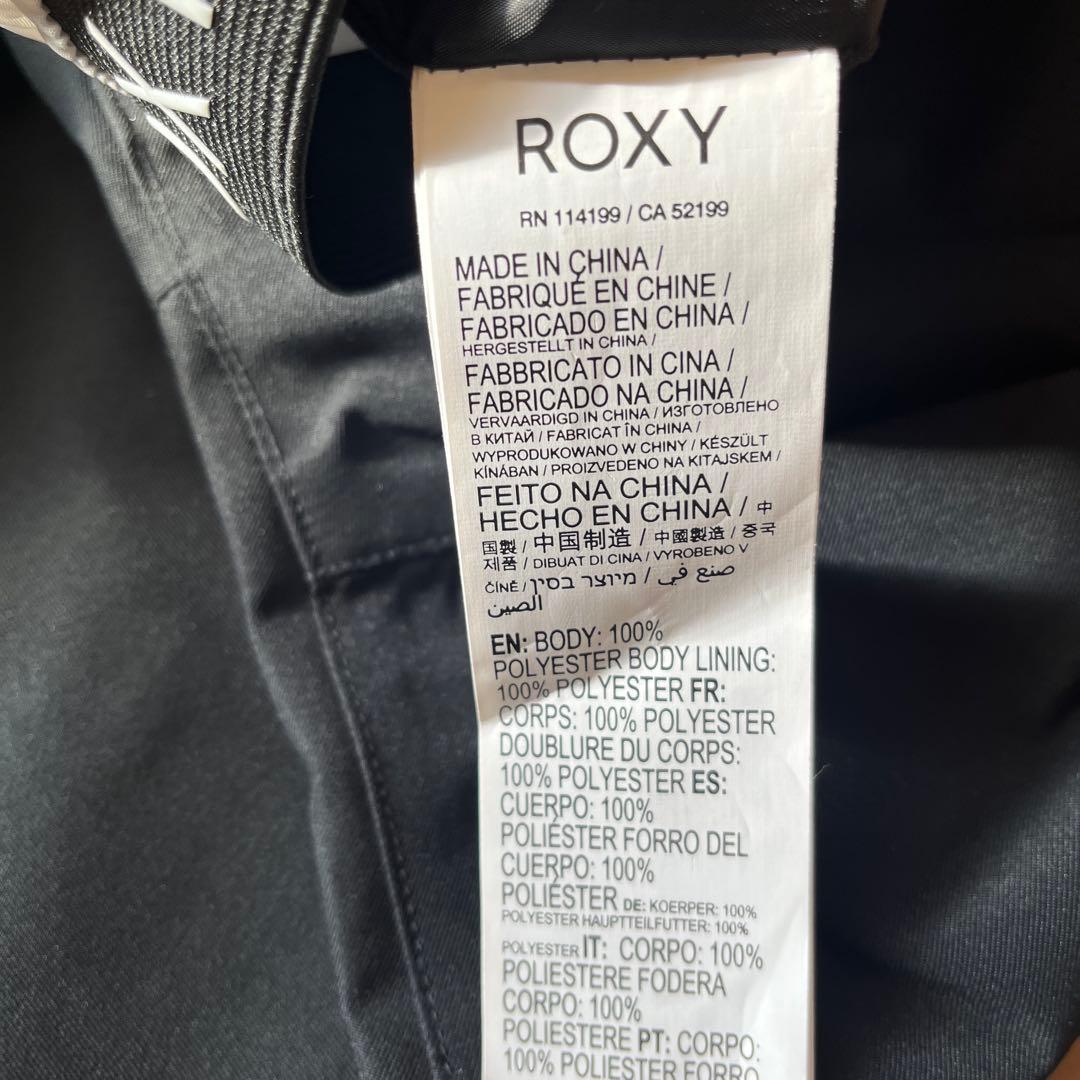 ROXY
RN 114199 / CA 52199
MADE IN CHINA /
FABRIQUÉ EN CHINE /
FABRICADO EN CHINA /
HERGESTELLT IN CHINA /
FABBRICATO IN CINA /
FABRICADO NA CHINA /
VERVAARDIGD IN CHINA / ИЗГОТОВЛЕНО
В КИТАЙ / FABRICAT ÎN CHINA /
WYPRODUKOWANO W CHINY / KÉSZÜLT
KÍNÁBAN / PROIZVEDENO NA KITAJSKEM /
FEITO NA CHINA /
HECHO EN CHINA / 中
国製 / 中国制造 / 中國製造 / 중국
제품 / DIBUAT DI CINA / VYROBENO V
ČÍNĚ / מיוצר בסין / صنع في
الصين
EN: BODY: 100%
POLYESTER BODY LINING:
100% POLYESTER FR:
CORPS: 100% POLYESTER
DOUBLURE DU CORPS:
100% POLYESTER ES:
CUERPO: 100%
POLIÉSTER FORRO DEL
CUERPO: 100%
POLIÉSTER DE: KOERPER: 100%
POLYESTER HAUPTTEILFUTTER: 100%
POLYESTER IT: CORPO: 100%
POLIESTERE FODERA
CORPO: 100%
POLIESTERE PT: CORPO:
100% POLIESTER FORRO